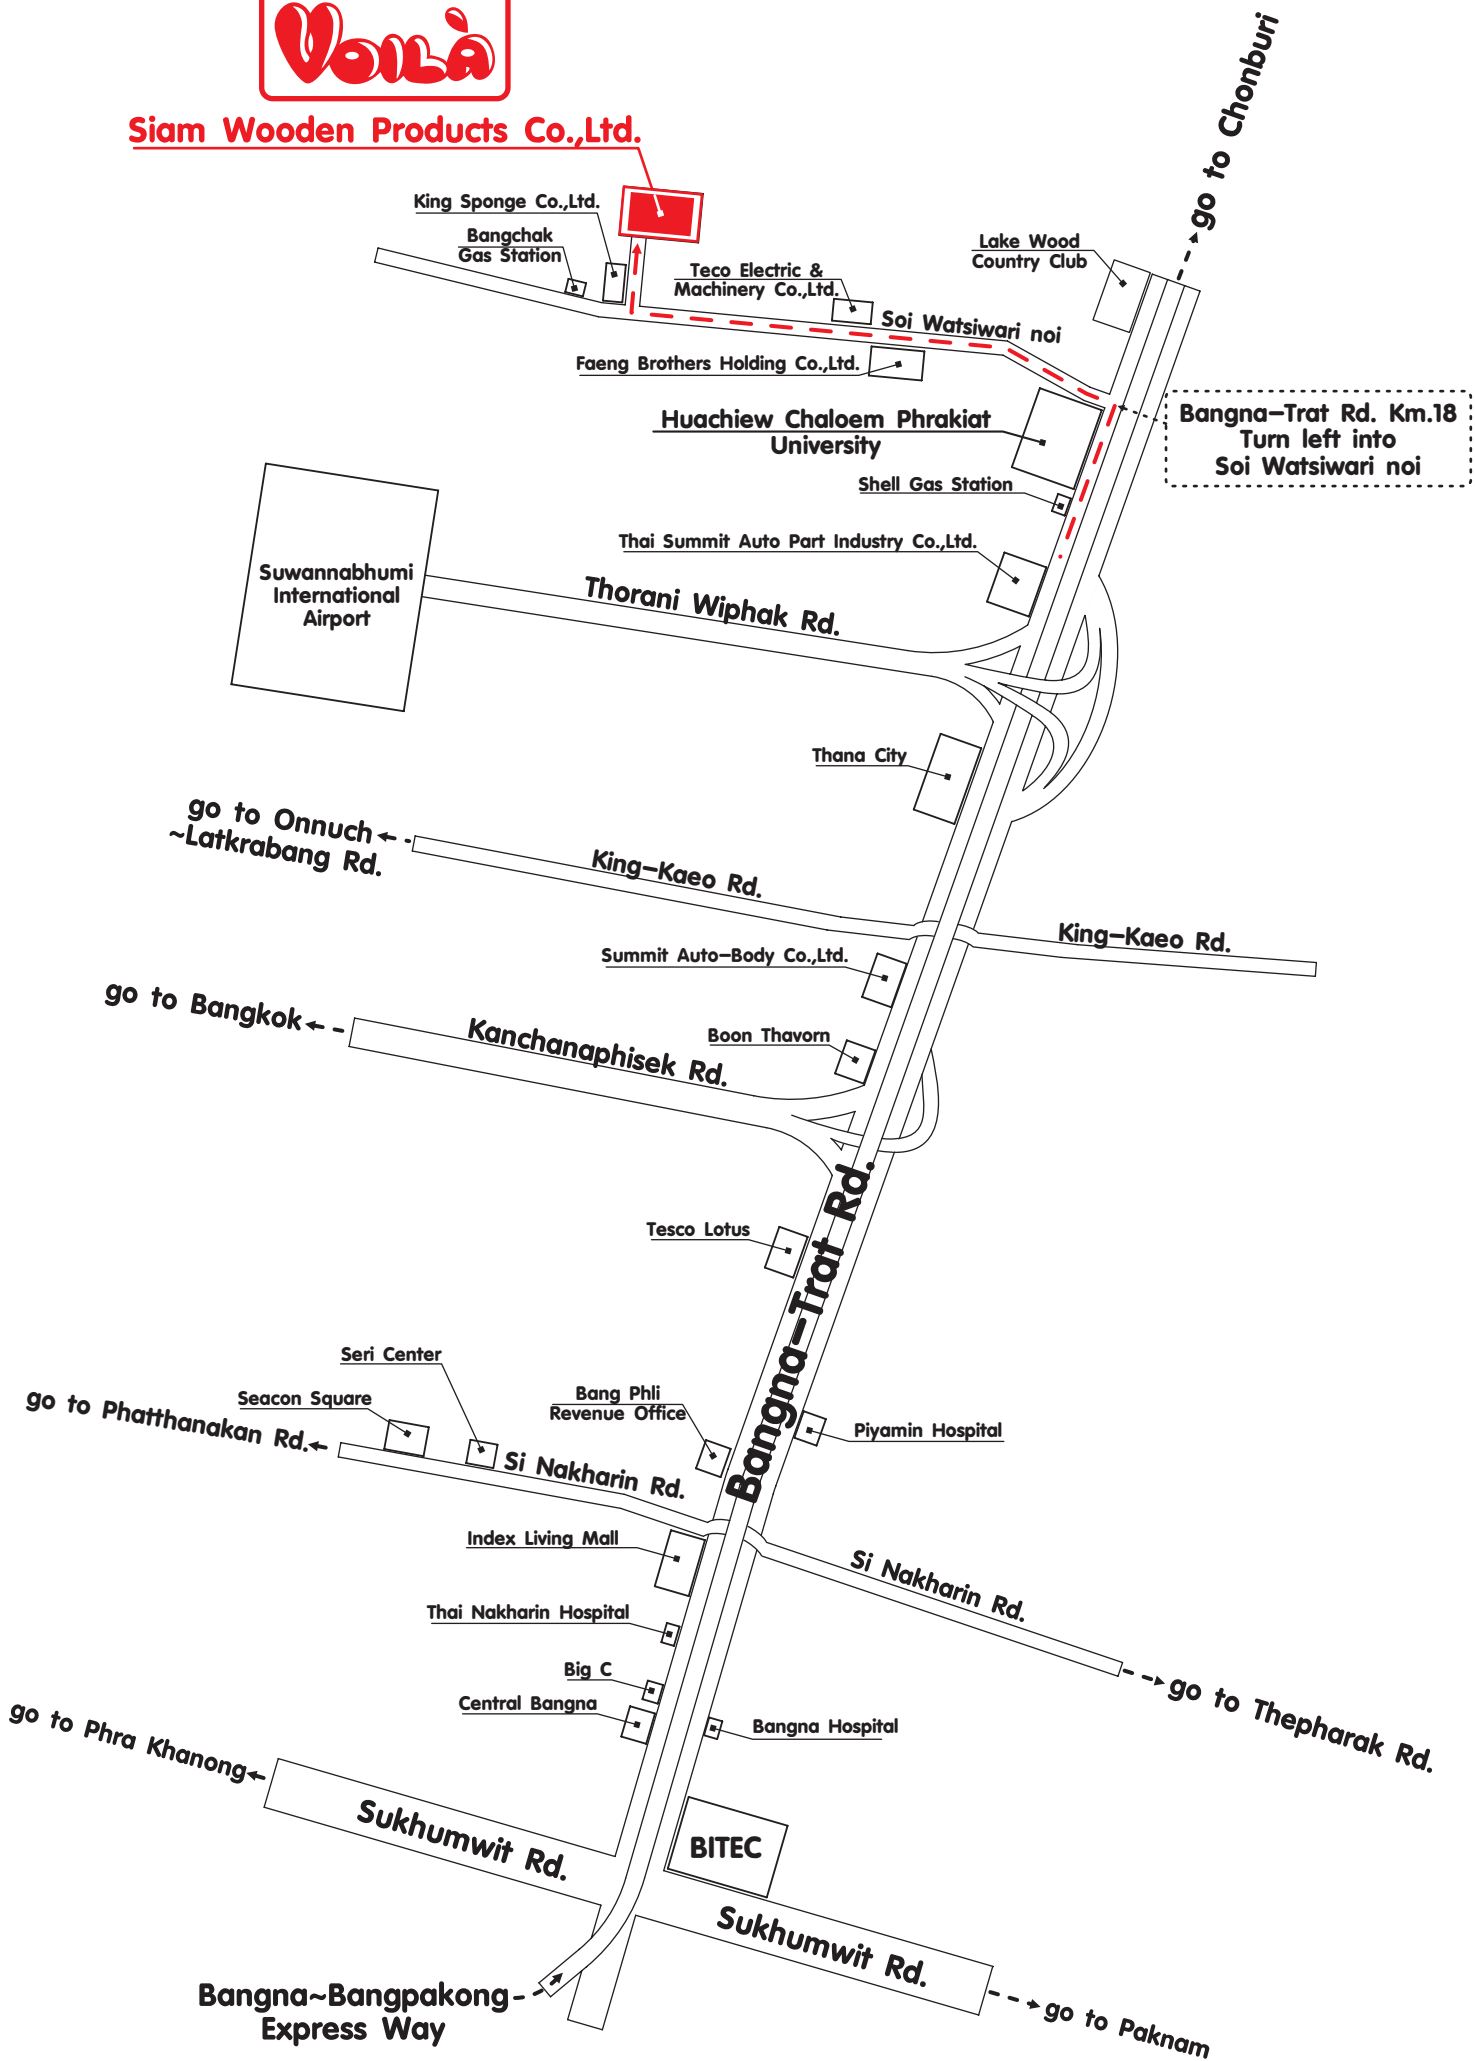 VOILÀ
Siam Wooden Products Co.,Ltd.
go to Chonburi
King Sponge Co.,Ltd.
Bangchak
Gas Station
Lake Wood
Country Club
Teco Electric &
Machinery Co.,Ltd.
Soi Watsiwari noi
Faeng Brothers Holding Co.,Ltd.
Huachiew Chaloem Phrakiat
University
Bangna–Trat Rd. Km.18
Turn left into
Soi Watsiwari noi
Shell Gas Station
Thai Summit Auto Part Industry Co.,Ltd.
Suwannabhumi
International
Airport
Thorani Wiphak Rd.
Thana City
go to Onnuch
~Latkrabang Rd.
King–Kaeo Rd.
King–Kaeo Rd.
Summit Auto–Body Co.,Ltd.
go to Bangkok
Kanchanaphisek Rd.
Boon Thavorn
Bangna–Trat Rd.
Tesco Lotus
Seri Center
Seacon Square
go to Phatthanakan Rd.
Bang Phli
Revenue Office
Piyamin Hospital
Si Nakharin Rd.
Index Living Mall
Si Nakharin Rd.
Thai Nakharin Hospital
Big C
Central Bangna
go to Thepharak Rd.
Bangna Hospital
go to Phra Khanong
Sukhumwit Rd.
BITEC
Sukhumwit Rd.
Bangna~Bangpakong
Express Way
go to Paknam